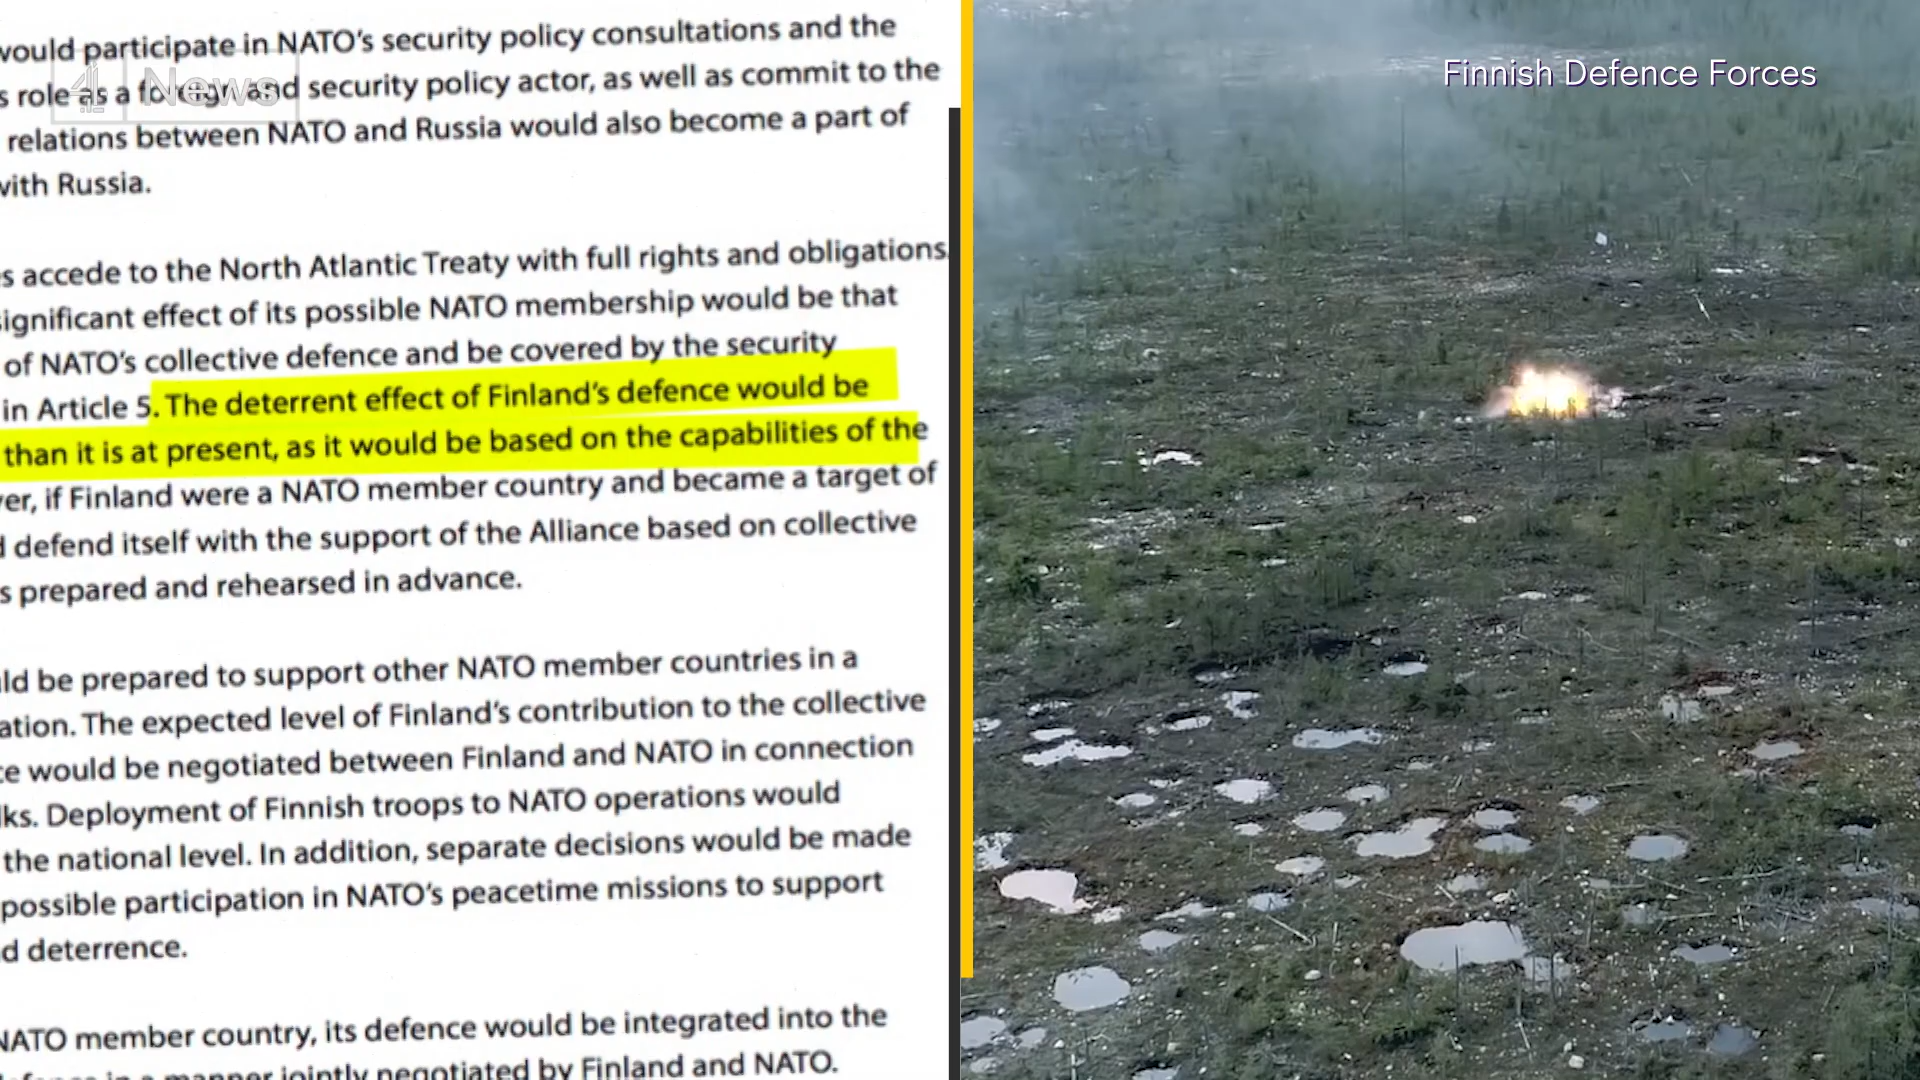 would participate in NATO's security policy consultations and the
s role as a foreign and security policy actor, as well as commit to the
relations between NATO and Russia would also become a part of
with Russia.
s accede to the North Atlantic Treaty with full rights and obligations.
significant effect of its possible NATO membership would be that
of NATO's collective defence and be covered by the security
in Article 5. The deterrent effect of Finland's defence would be
than it is at present, as it would be based on the capabilities of the
ver, if Finland were a NATO member country and became a target of
d defend itself with the support of the Alliance based on collective
s prepared and rehearsed in advance.
uld be prepared to support other NATO member countries in a
ation. The expected level of Finland's contribution to the collective
ce would be negotiated between Finland and NATO in connection
lks. Deployment of Finnish troops to NATO operations would
the national level. In addition, separate decisions would be made
possible participation in NATO's peacetime missions to support
d deterrence.
NATO member country, its defence would be integrated into the
defence in a manner jointly negotiated by Finland and NATO.
4 News
Finnish Defence Forces